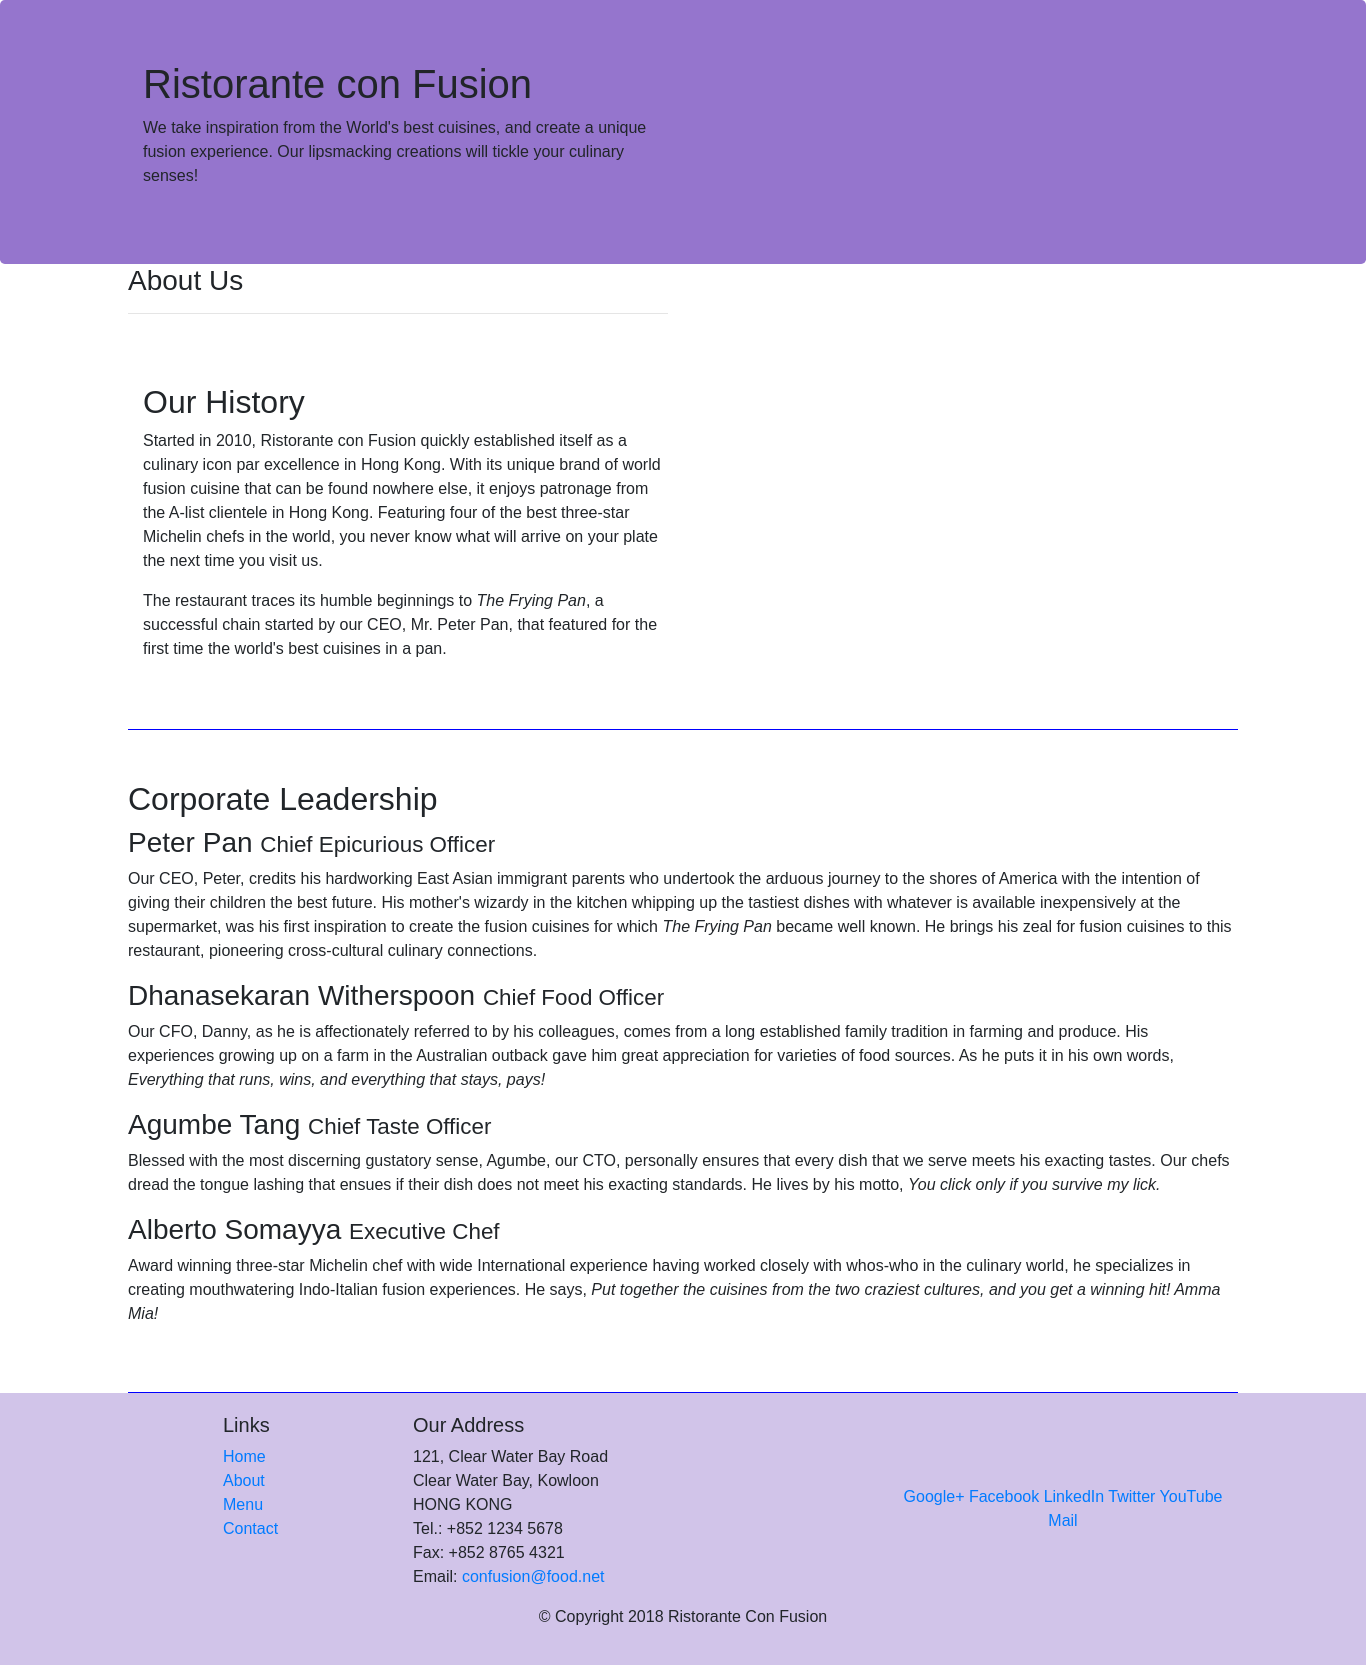 Ristorante con Fusion
We take inspiration from the World's best cuisines, and create a unique
fusion experience. Our lipsmacking creations will tickle your culinary
senses!
About Us
Our History
Started in 2010, Ristorante con Fusion quickly established itself as a
culinary icon par excellence in Hong Kong. With its unique brand of world
fusion cuisine that can be found nowhere else, it enjoys patronage from
the A-list clientele in Hong Kong. Featuring four of the best three-star
Michelin chefs in the world, you never know what will arrive on your plate
the next time you visit us.
The restaurant traces its humble beginnings to The Frying Pan, a
successful chain started by our CEO, Mr. Peter Pan, that featured for the
first time the world's best cuisines in a pan.
Corporate Leadership
Peter Pan Chief Epicurious Officer
Our CEO, Peter, credits his hardworking East Asian immigrant parents who undertook the arduous journey to the shores of America with the intention of
giving their children the best future. His mother's wizardy in the kitchen whipping up the tastiest dishes with whatever is available inexpensively at the
supermarket, was his first inspiration to create the fusion cuisines for which The Frying Pan became well known. He brings his zeal for fusion cuisines to this
restaurant, pioneering cross-cultural culinary connections.
Dhanasekaran Witherspoon Chief Food Officer
Our CFO, Danny, as he is affectionately referred to by his colleagues, comes from a long established family tradition in farming and produce. His
experiences growing up on a farm in the Australian outback gave him great appreciation for varieties of food sources. As he puts it in his own words,
Everything that runs, wins, and everything that stays, pays!
Agumbe Tang Chief Taste Officer
Blessed with the most discerning gustatory sense, Agumbe, our CTO, personally ensures that every dish that we serve meets his exacting tastes. Our chefs
dread the tongue lashing that ensues if their dish does not meet his exacting standards. He lives by his motto, You click only if you survive my lick.
Alberto Somayya Executive Chef
Award winning three-star Michelin chef with wide International experience having worked closely with whos-who in the culinary world, he specializes in
creating mouthwatering Indo-Italian fusion experiences. He says, Put together the cuisines from the two craziest cultures, and you get a winning hit! Amma
Mia!
Links
Home
About
Menu
Contact
Our Address
121, Clear Water Bay Road
Clear Water Bay, Kowloon
HONG KONG
Tel.: +852 1234 5678
Fax: +852 8765 4321
Email: confusion@food.net
Google+ Facebook LinkedIn Twitter YouTube
Mail
© Copyright 2018 Ristorante Con Fusion